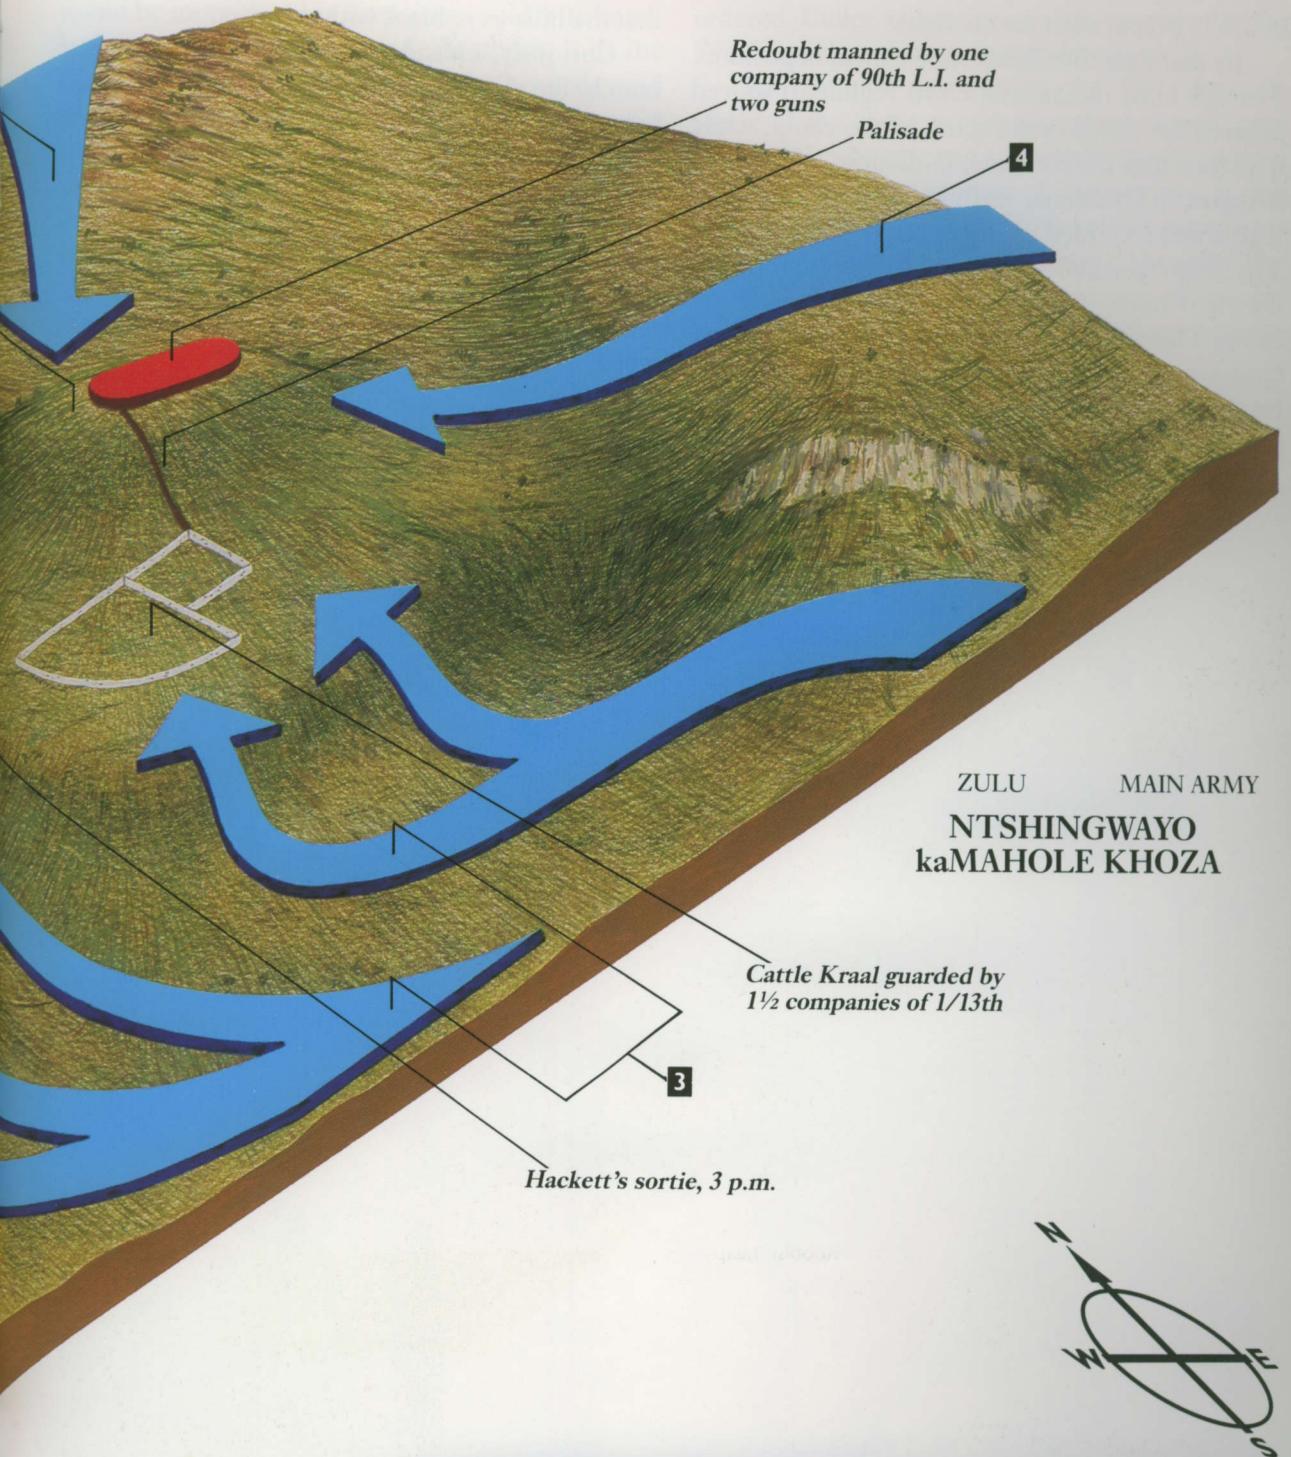 Redoubt manned by one
company of 90th L.I. and
two guns
Palisade
4
ZULU MAIN ARMY
NTSHINGWAYO
kaMAHOLE KHOZA
Cattle Kraal guarded by
1½ companies of 1/13th
3
Hackett's sortie, 3 p.m.
N
W
E
S